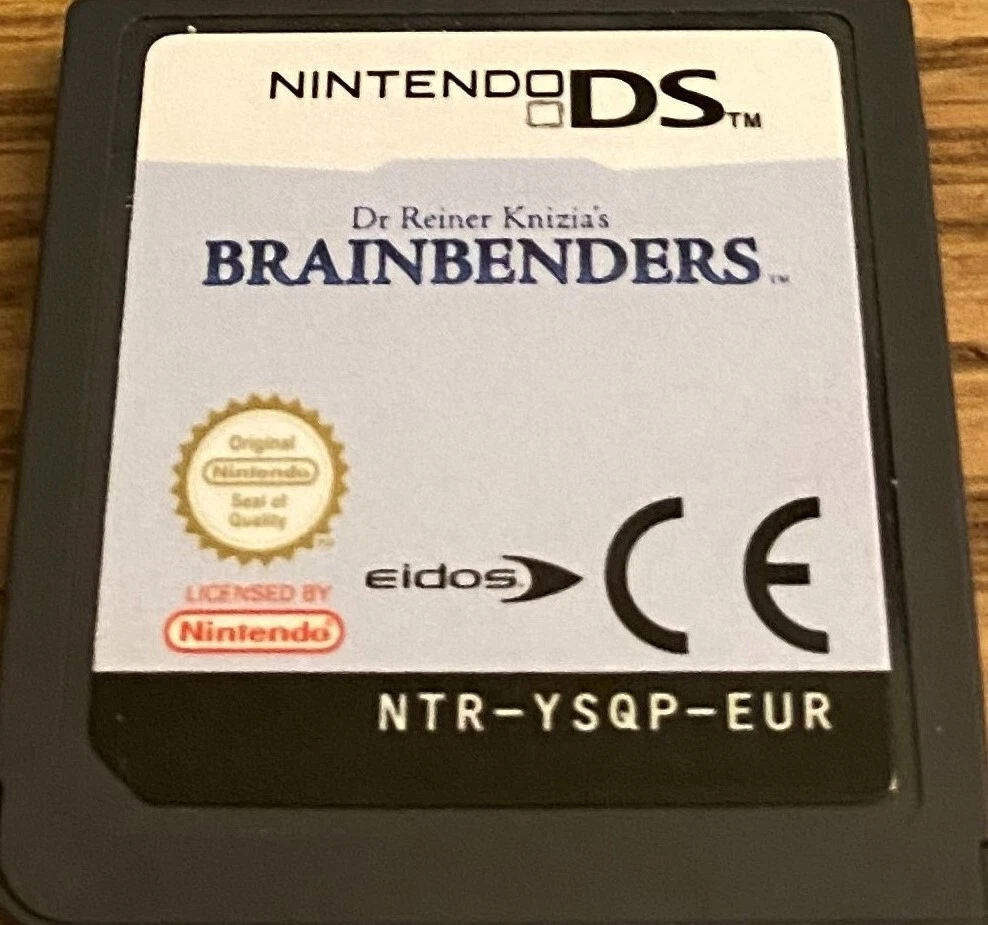 NINTENDO DS™
Dr Reiner Knizia's
BRAINBENDERS™
Original
Nintendo
Seal of
Quality
LICENSED BY
Nintendo®
eidos
CE
NTR-YSQP-EUR